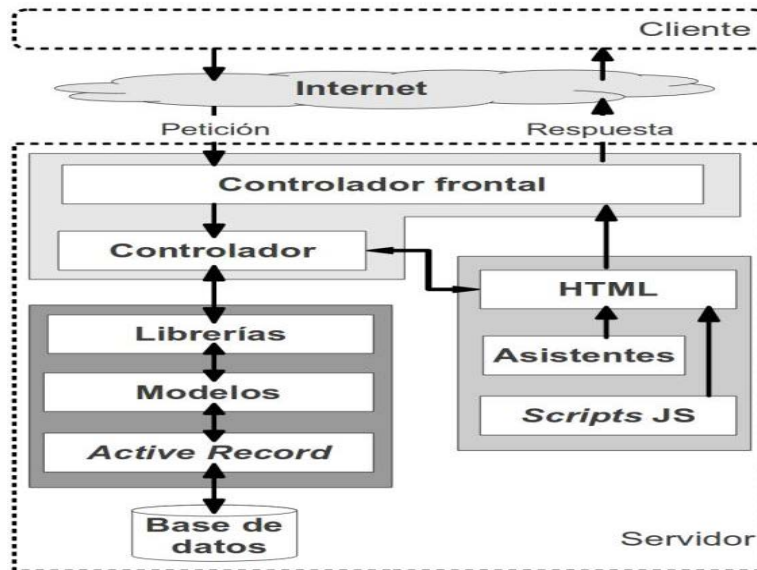 Cliente
Internet
Petición
Respuesta
Controlador frontal
Controlador
HTML
Librerías
Asistentes
Modelos
Scripts JS
Active Record
Base de
datos
Servidor